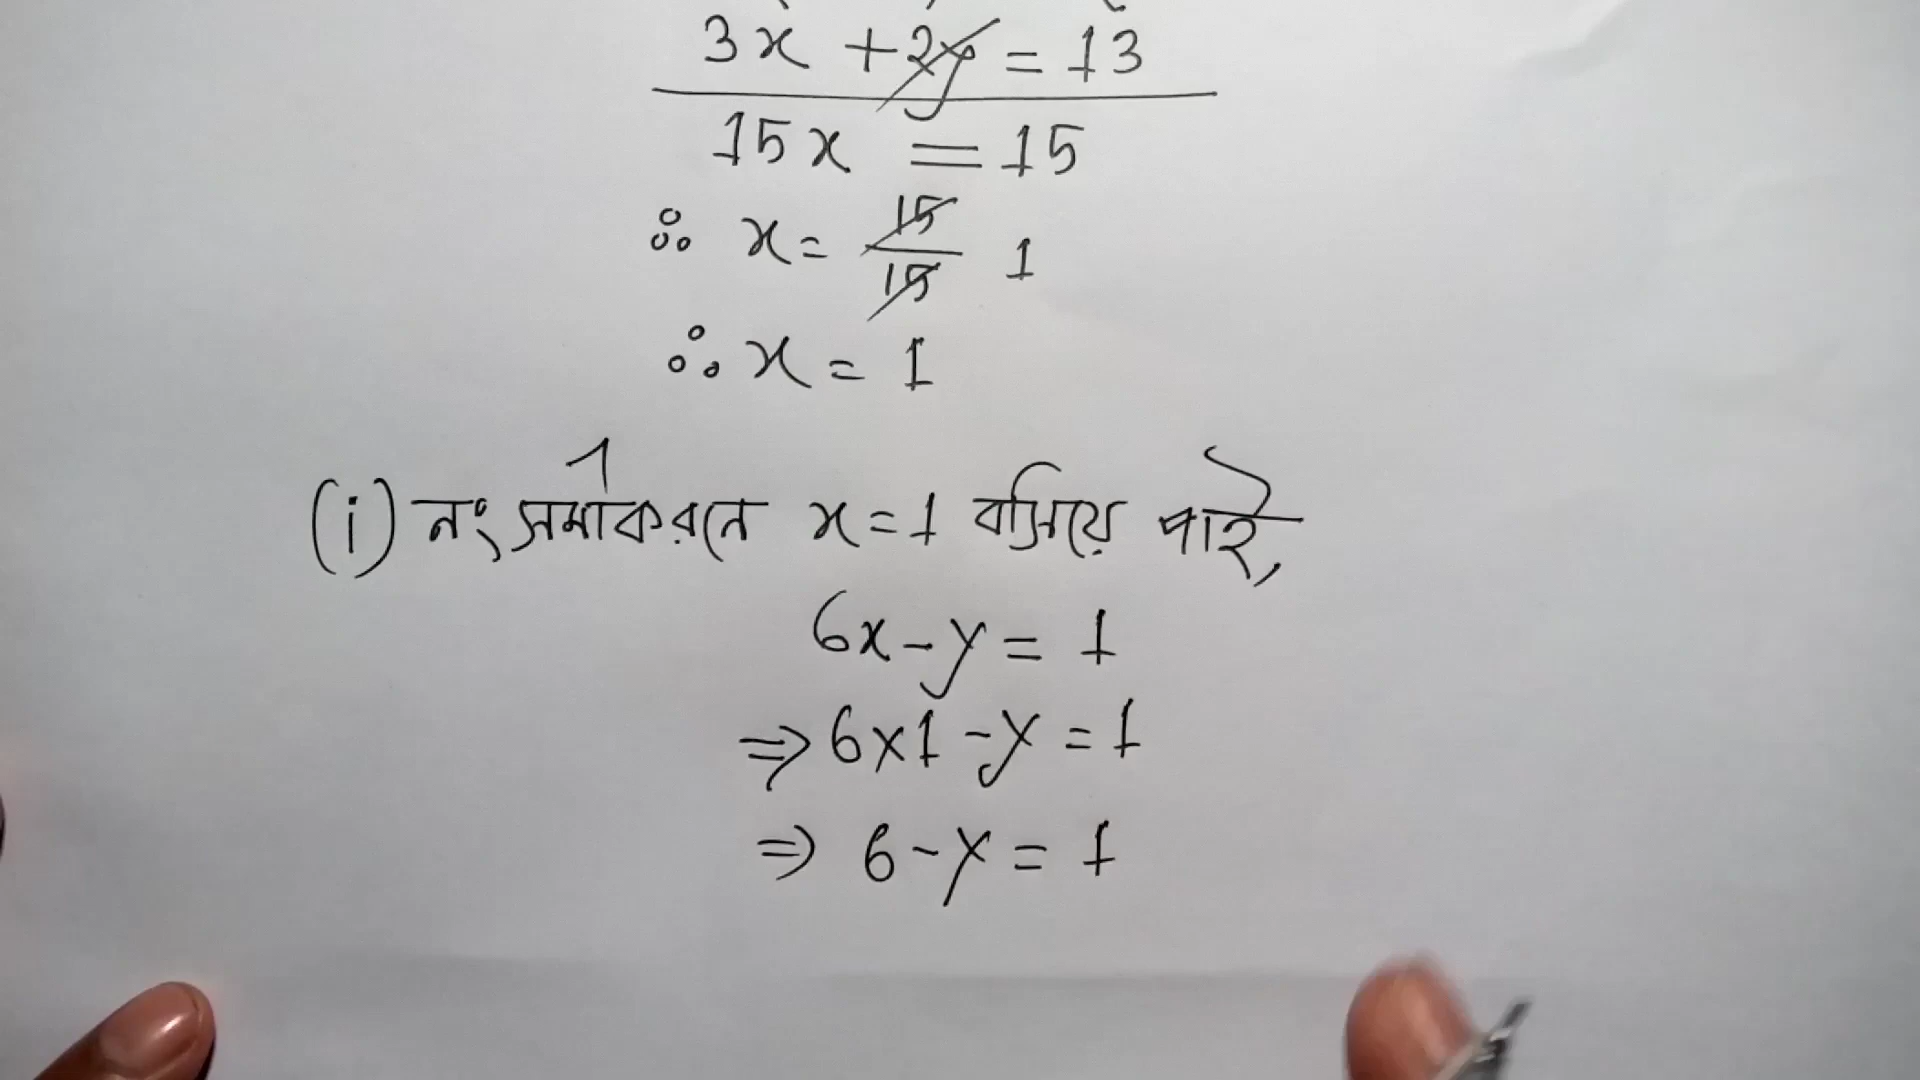 3x + 2y = 13
15x = 15
∴ x = 15/15 1
∴ x = 1
(i) নং সমীকরনে x = 1 বসিয়ে পাই,
6x - y = 1
⇒ 6×1 - y = 1
⇒ 6 - y = 1